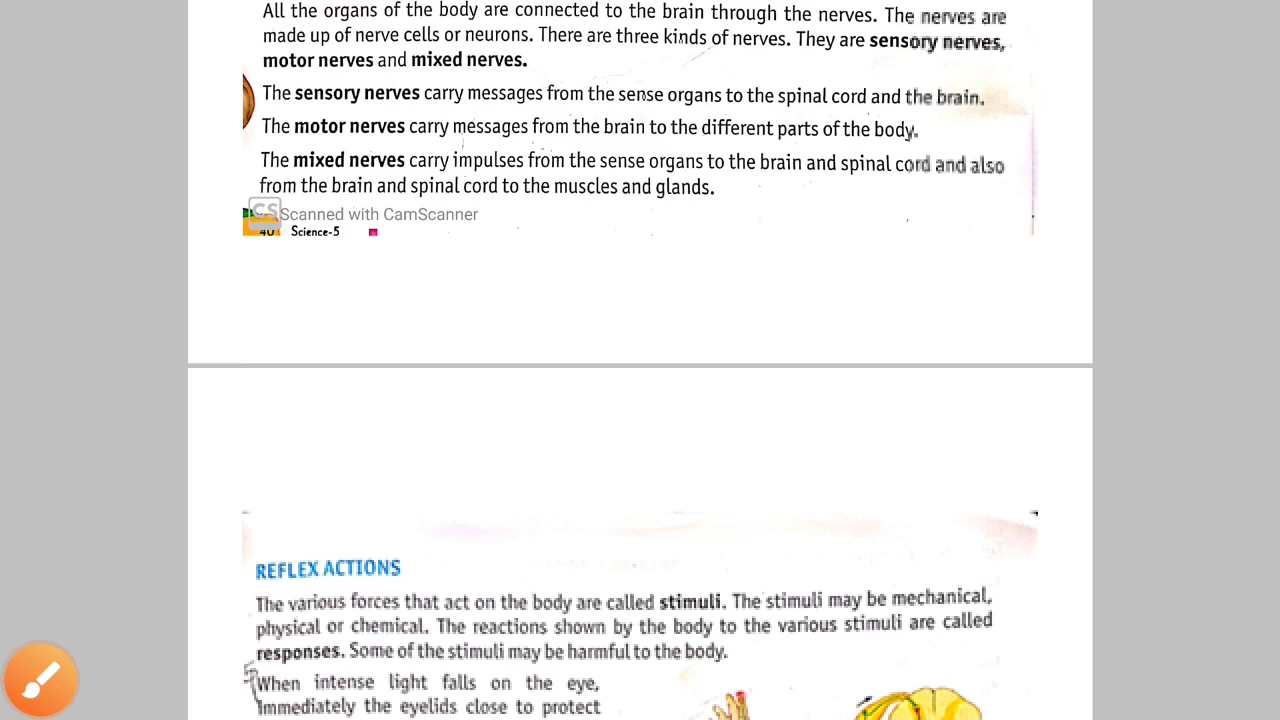 All the organs of the body are connected to the brain through the nerves. The nerves are
made up of nerve cells or neurons. There are three kinds of nerves. They are sensory nerves,
motor nerves and mixed nerves.
The sensory nerves carry messages from the sense organs to the spinal cord and the brain.
The motor nerves carry messages from the brain to the different parts of the body.
The mixed nerves carry impulses from the sense organs to the brain and spinal cord and also
from the brain and spinal cord to the muscles and glands.
CS Scanned with CamScanner
40 Science-5
REFLEX ACTIONS
The various forces that act on the body are called stimuli. The stimuli may be mechanical,
physical or chemical. The reactions shown by the body to the various stimuli are called
responses. Some of the stimuli may be harmful to the body.
When intense light falls on the eye,
immediately the eyelids close to protect